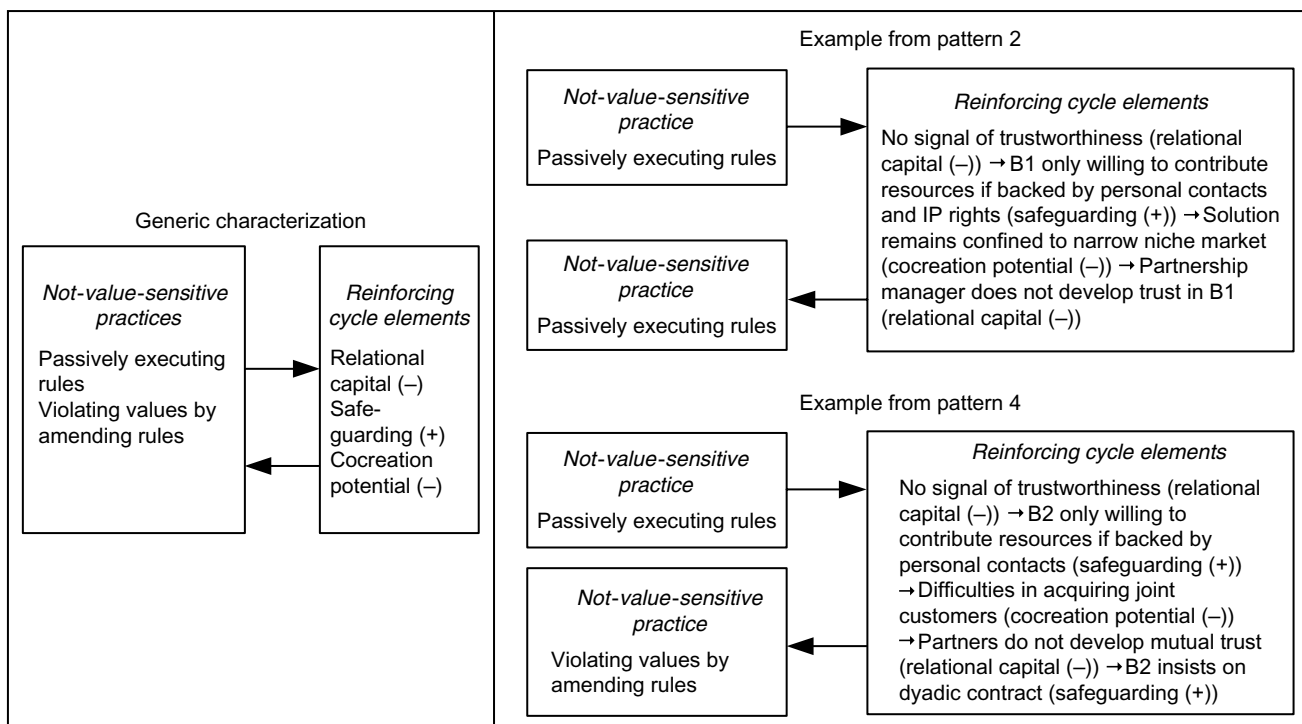 Generic characterization
Not-value-sensitive
practices
Passively executing
rules
Violating values by
amending rules
Reinforcing
cycle elements
Relational
capital (–)
Safe-
guarding (+)
Cocreation
potential (–)
Example from pattern 2
Not-value-sensitive
practice
Passively executing rules
Reinforcing cycle elements
No signal of trustworthiness (relational
capital (–)) → B1 only willing to contribute
resources if backed by personal contacts
and IP rights (safeguarding (+)) → Solution
remains confined to narrow niche market
(cocreation potential (–)) → Partnership
manager does not develop trust in B1
(relational capital (–))
Not-value-sensitive
practice
Passively executing rules
Example from pattern 4
Not-value-sensitive
practice
Passively executing rules
Reinforcing cycle elements
No signal of trustworthiness (relational
capital (–)) → B2 only willing to
contribute resources if backed by
personal contacts (safeguarding (+))
→ Difficulties in acquiring joint
customers (cocreation potential (–))
→ Partners do not develop mutual trust
(relational capital (–)) → B2 insists on
dyadic contract (safeguarding (+))
Not-value-sensitive
practice
Violating values by
amending rules